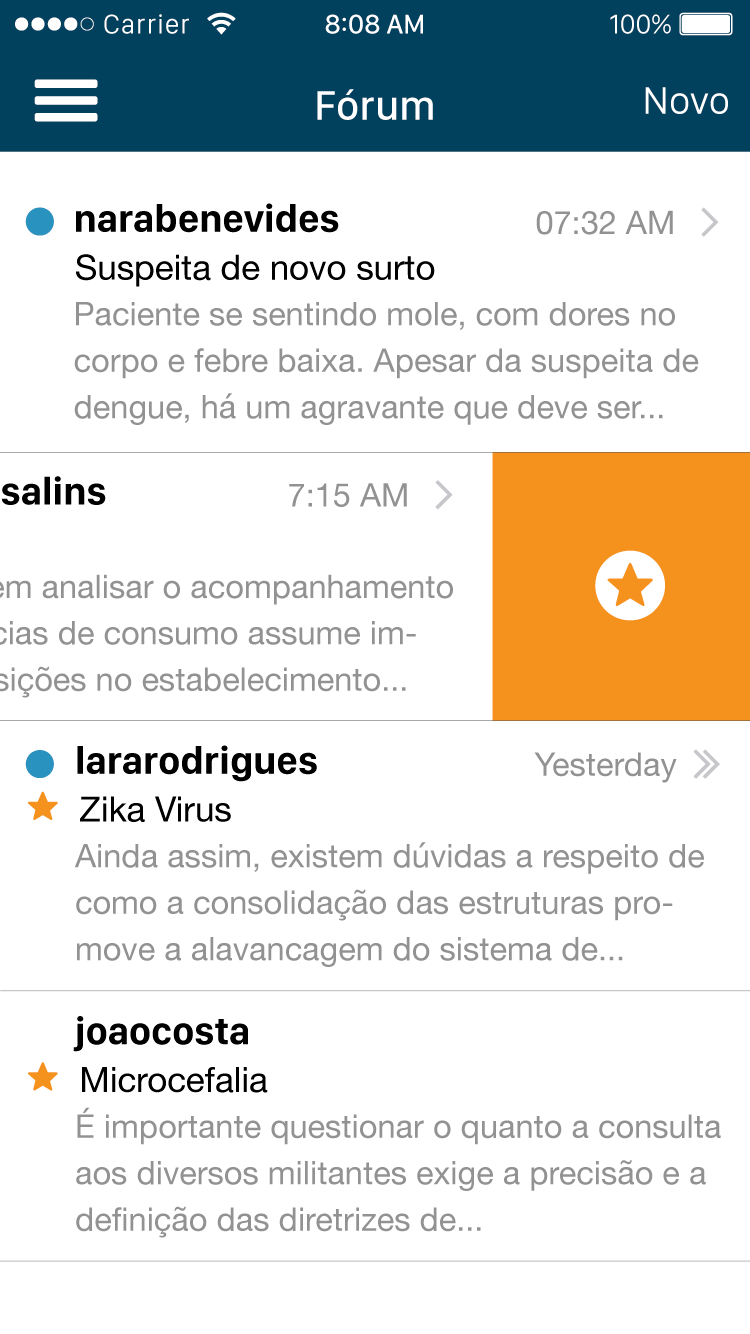 Carrier 8:08 AM 100%
Fórum Novo
narabenevides 07:32 AM
Suspeita de novo surto
Paciente se sentindo mole, com dores no
corpo e febre baixa. Apesar da suspeita de
dengue, há um agravante que deve ser...
salins 7:15 AM
em analisar o acompanhamento
cias de consumo assume im-
sições no estabelecimento...
lararodrigues Yesterday
Zika Virus
Ainda assim, existem dúvidas a respeito de
como a consolidação das estruturas pro-
move a alavancagem do sistema de...
joaocosta
Microcefalia
É importante questionar o quanto a consulta
aos diversos militantes exige a precisão e a
definição das diretrizes de...